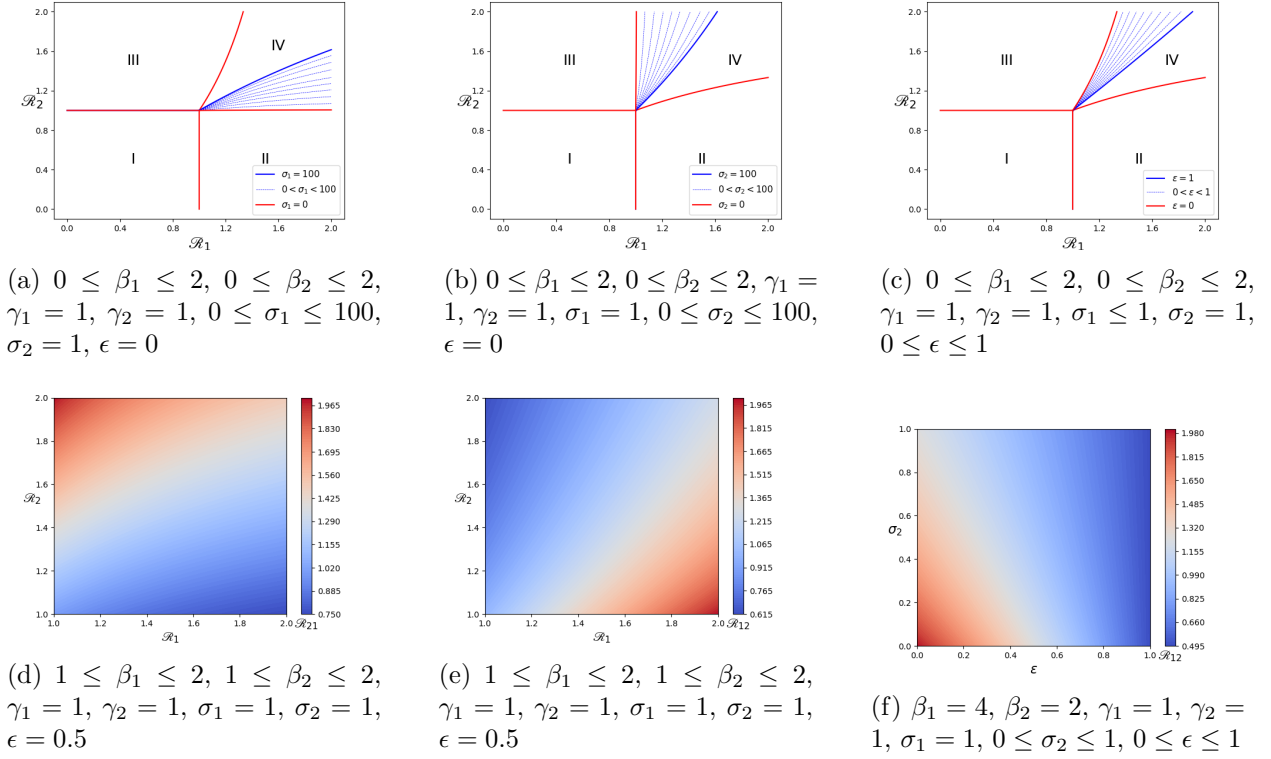 2.0
1.6
1.2
ℛ₂
0.8
0.4
0.0
III
IV
I
II
σ₁ = 100
0 < σ₁ < 100
σ₁ = 0
0.0 0.4 0.8 1.2 1.6 2.0
ℛ₁
(a) 0 ≤ β₁ ≤ 2, 0 ≤ β₂ ≤ 2,
γ₁ = 1, γ₂ = 1, 0 ≤ σ₁ ≤ 100,
σ₂ = 1, ϵ = 0
2.0
1.6
1.2
ℛ₂
0.8
0.4
0.0
III
IV
I
II
σ₂ = 100
0 < σ₂ < 100
σ₂ = 0
0.0 0.4 0.8 1.2 1.6 2.0
ℛ₁
(b) 0 ≤ β₁ ≤ 2, 0 ≤ β₂ ≤ 2, γ₁ =
1, γ₂ = 1, σ₁ = 1, 0 ≤ σ₂ ≤ 100,
ϵ = 0
2.0
1.6
1.2
ℛ₂
0.8
0.4
0.0
III
IV
I
II
ε = 1
0 < ε < 1
ε = 0
0.0 0.4 0.8 1.2 1.6 2.0
ℛ₁
(c) 0 ≤ β₁ ≤ 2, 0 ≤ β₂ ≤ 2,
γ₁ = 1, γ₂ = 1, σ₁ ≤ 1, σ₂ = 1,
0 ≤ ϵ ≤ 1
2.0
1.8
1.6
ℛ₂
1.4
1.2
1.0
1.0 1.2 1.4 1.6 1.8 2.0
ℛ₁
1.965
1.830
1.695
1.560
1.425
1.290
1.155
1.020
0.885
0.750
ℛ₂₁
(d) 1 ≤ β₁ ≤ 2, 1 ≤ β₂ ≤ 2,
γ₁ = 1, γ₂ = 1, σ₁ = 1, σ₂ = 1,
ϵ = 0.5
2.0
1.8
1.6
ℛ₂
1.4
1.2
1.0
1.0 1.2 1.4 1.6 1.8 2.0
ℛ₁
1.965
1.815
1.665
1.515
1.365
1.215
1.065
0.915
0.765
0.615
ℛ₁₂
(e) 1 ≤ β₁ ≤ 2, 1 ≤ β₂ ≤ 2,
γ₁ = 1, γ₂ = 1, σ₁ = 1, σ₂ = 1,
ϵ = 0.5
1.0
0.8
0.6
σ₂
0.4
0.2
0.0
0.0 0.2 0.4 0.6 0.8 1.0
ε
1.980
1.815
1.650
1.485
1.320
1.155
0.990
0.825
0.660
0.495
ℛ₁₂
(f) β₁ = 4, β₂ = 2, γ₁ = 1, γ₂ =
1, σ₁ = 1, 0 ≤ σ₂ ≤ 1, 0 ≤ ϵ ≤ 1